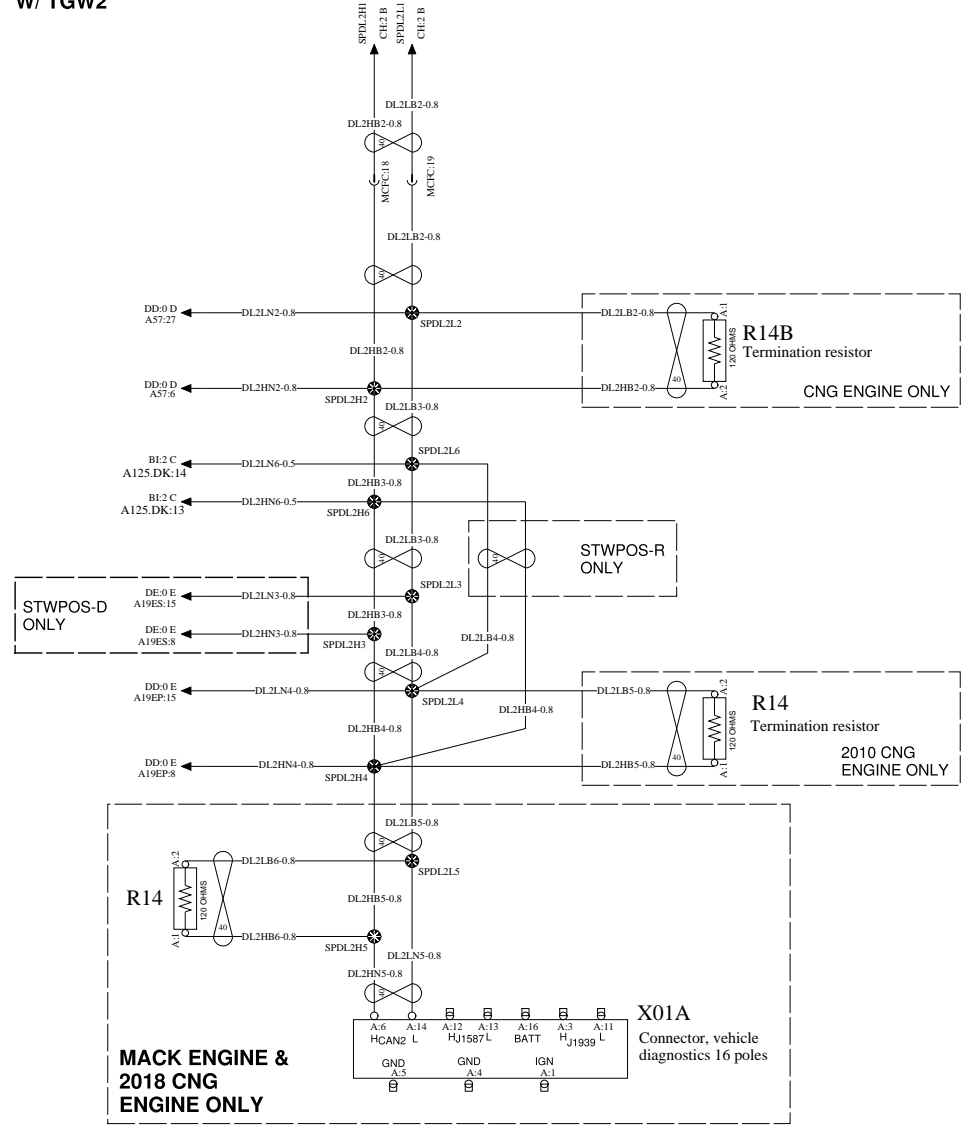 W/ TGW2
SPDL2H1
CH:2 B
SPDL2L1
CH:2 B
DL2LB2-0.8
DL2HB2-0.8
40
MCFC:18
MCFC:19
DL2LB2-0.8
40
DD:0 D
A57:27
DL2LN2-0.8
SPDL2L2
DL2LB2-0.8
A:1
R14B
Termination resistor
120 OHMS
DL2HB2-0.8
DD:0 D
A57:6
DL2HN2-0.8
SPDL2H2
DL2HB2-0.8
40
A:2
CNG ENGINE ONLY
DL2LB3-0.8
40
SPDL2L6
BI:2 C
A125.DK:14
DL2LN6-0.5
DL2HB3-0.8
BI:2 C
A125.DK:13
DL2HN6-0.5
SPDL2H6
DL2LB3-0.8
40
40
STWPOS-R
ONLY
SPDL2L3
STWPOS-D
ONLY
DE:0 E
A19ES:15
DL2LN3-0.8
DL2HB3-0.8
DE:0 E
A19ES:8
DL2HN3-0.8
SPDL2H3
DL2LB4-0.8
DL2LB4-0.8
40
DD:0 E
A19EP:15
DL2LN4-0.8
SPDL2L4
DL2LB5-0.8
A:2
R14
Termination resistor
120 OHMS
DL2HB4-0.8
DL2HB4-0.8
DD:0 E
A19EP:8
DL2HN4-0.8
SPDL2H4
DL2HB5-0.8
40
A:1
2010 CNG
ENGINE ONLY
DL2LB5-0.8
40
A:2
DL2LB6-0.8
SPDL2L5
R14
120 OHMS
DL2HB5-0.8
40
A:1
DL2HB6-0.8
SPDL2H5
DL2LN5-0.8
DL2HN5-0.8
40
X01A
Connector, vehicle
diagnostics 16 poles
A:6
A:14
A:12
A:13
A:16
A:3
A:11
H CAN2 L
H J1587 L
BATT
H J1939 L
GND
GND
IGN
A:5
A:4
A:1
MACK ENGINE &
2018 CNG
ENGINE ONLY